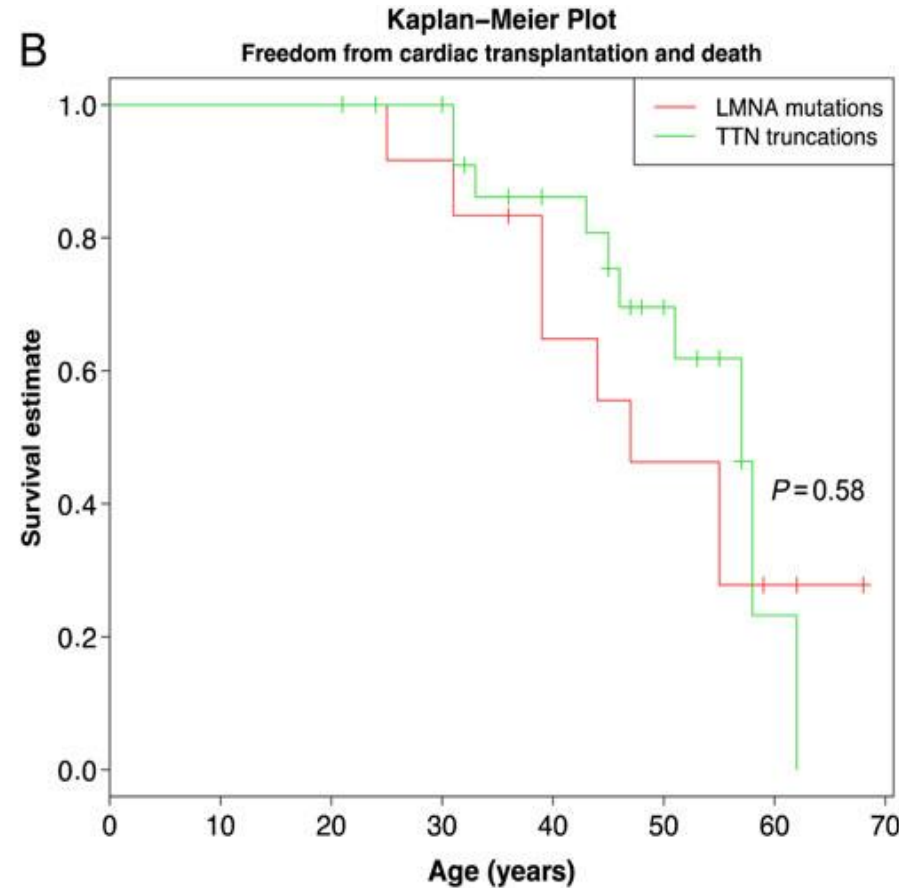 B
Kaplan–Meier Plot
Freedom from cardiac transplantation and death
LMNA mutations
TTN truncations
Survival estimate
1.0
0.8
0.6
0.4
0.2
0.0
P=0.58
0 10 20 30 40 50 60 70
Age (years)